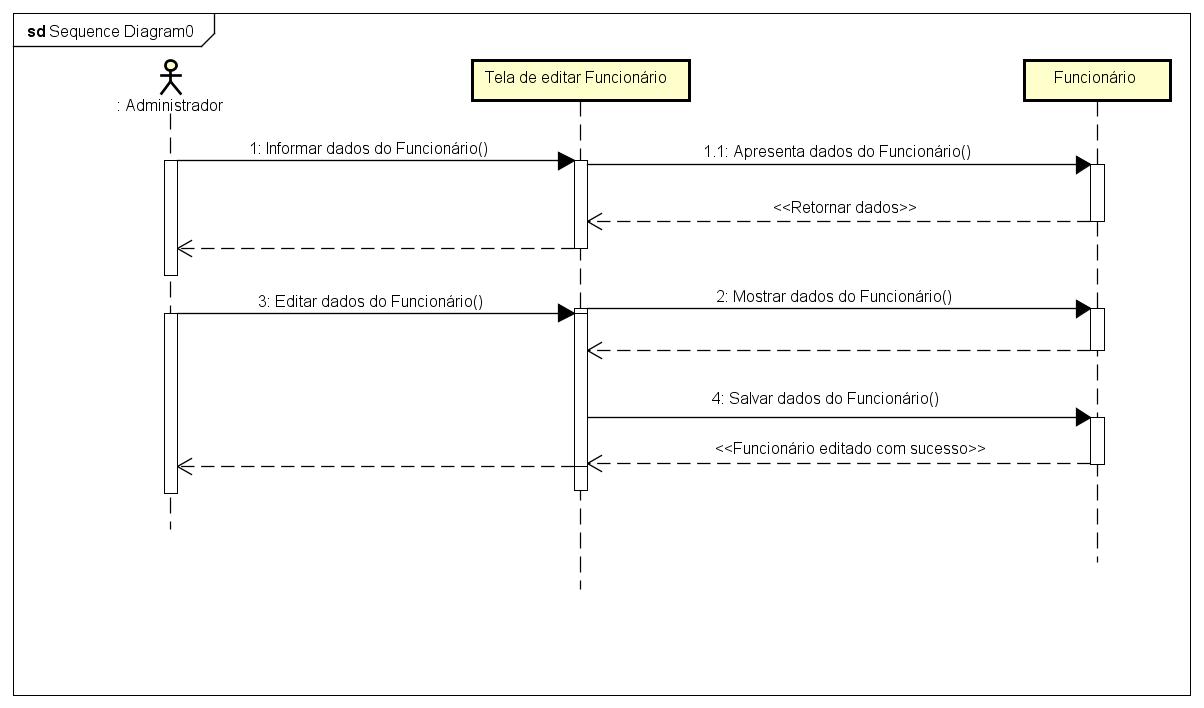 sd Sequence Diagram0
: Administrador
Tela de editar Funcionário
Funcionário
1: Informar dados do Funcionário()
1.1: Apresenta dados do Funcionário()
<<Retornar dados>>
3: Editar dados do Funcionário()
2: Mostrar dados do Funcionário()
4: Salvar dados do Funcionário()
<<Funcionário editado com sucesso>>